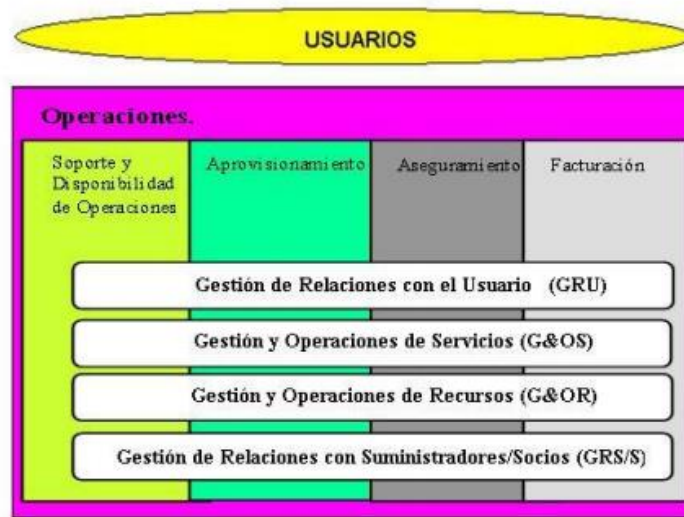 USUARIOS
Operaciones.
Soporte y
Disponibilidad
de Operaciones
Aprovisionamiento
Aseguramiento
Facturación
Gestión de Relaciones con el Usuario (GRU)
Gestión y Operaciones de Servicios (G&OS)
Gestión y Operaciones de Recursos (G&OR)
Gestión de Relaciones con Suministradores/Socios (GRS/S)